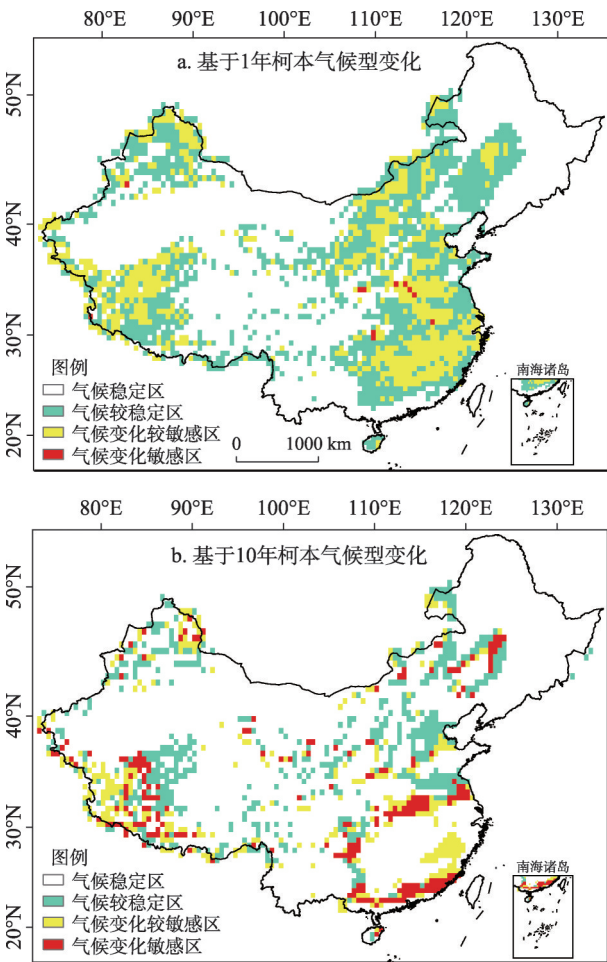 80°E 90°E 100°E 110°E 120°E 130°E
a. 基于1年柯本气候型变化
50°N
40°N
30°N
20°N
图例
气候稳定区
气候较稳定区
气候变化较敏感区
气候变化敏感区
0 1000 km
南海诸岛
80°E 90°E 100°E 110°E 120°E 130°E
b. 基于10年柯本气候型变化
50°N
40°N
30°N
20°N
图例
气候稳定区
气候较稳定区
气候变化较敏感区
气候变化敏感区
南海诸岛